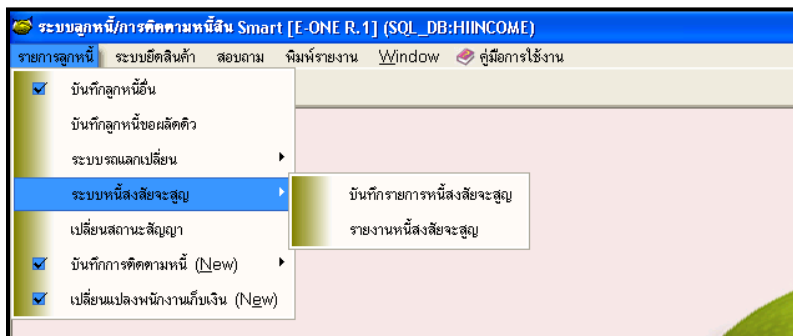 ระบบลูกหนี้/การติดตามหนี้สิน Smart [E-ONE R.1] (SQL_DB:HIINCOME)
รายการลูกหนี้ ระบบยึดสินค้า สอบถาม พิมพ์รายงาน Window คู่มือการใช้งาน
บันทึกลูกหนี้อื่น
บันทึกลูกหนี้ขอผลัดคิว
ระบบรถแลกเปลี่ยน
ระบบหนี้สงสัยจะสูญ
บันทึกรายการหนี้สงสัยจะสูญ
เปลี่ยนสถานะสัญญา
รายงานหนี้สงสัยจะสูญ
บันทึกการติดตามหนี้ (New)
เปลี่ยนแปลงพนักงานเก็บเงิน (New)